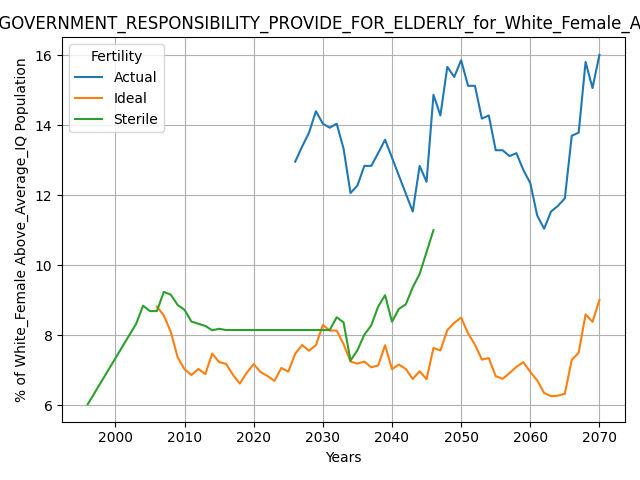 GOVERNMENT_RESPONSIBILITY_PROVIDE_FOR_ELDERLY_for_White_Female_A
Fertility
Actual
Ideal
Sterile
% of White_Female Above_Average_IQ Population
16
14
12
10
8
6
2000 2010 2020 2030 2040 2050 2060 2070
Years